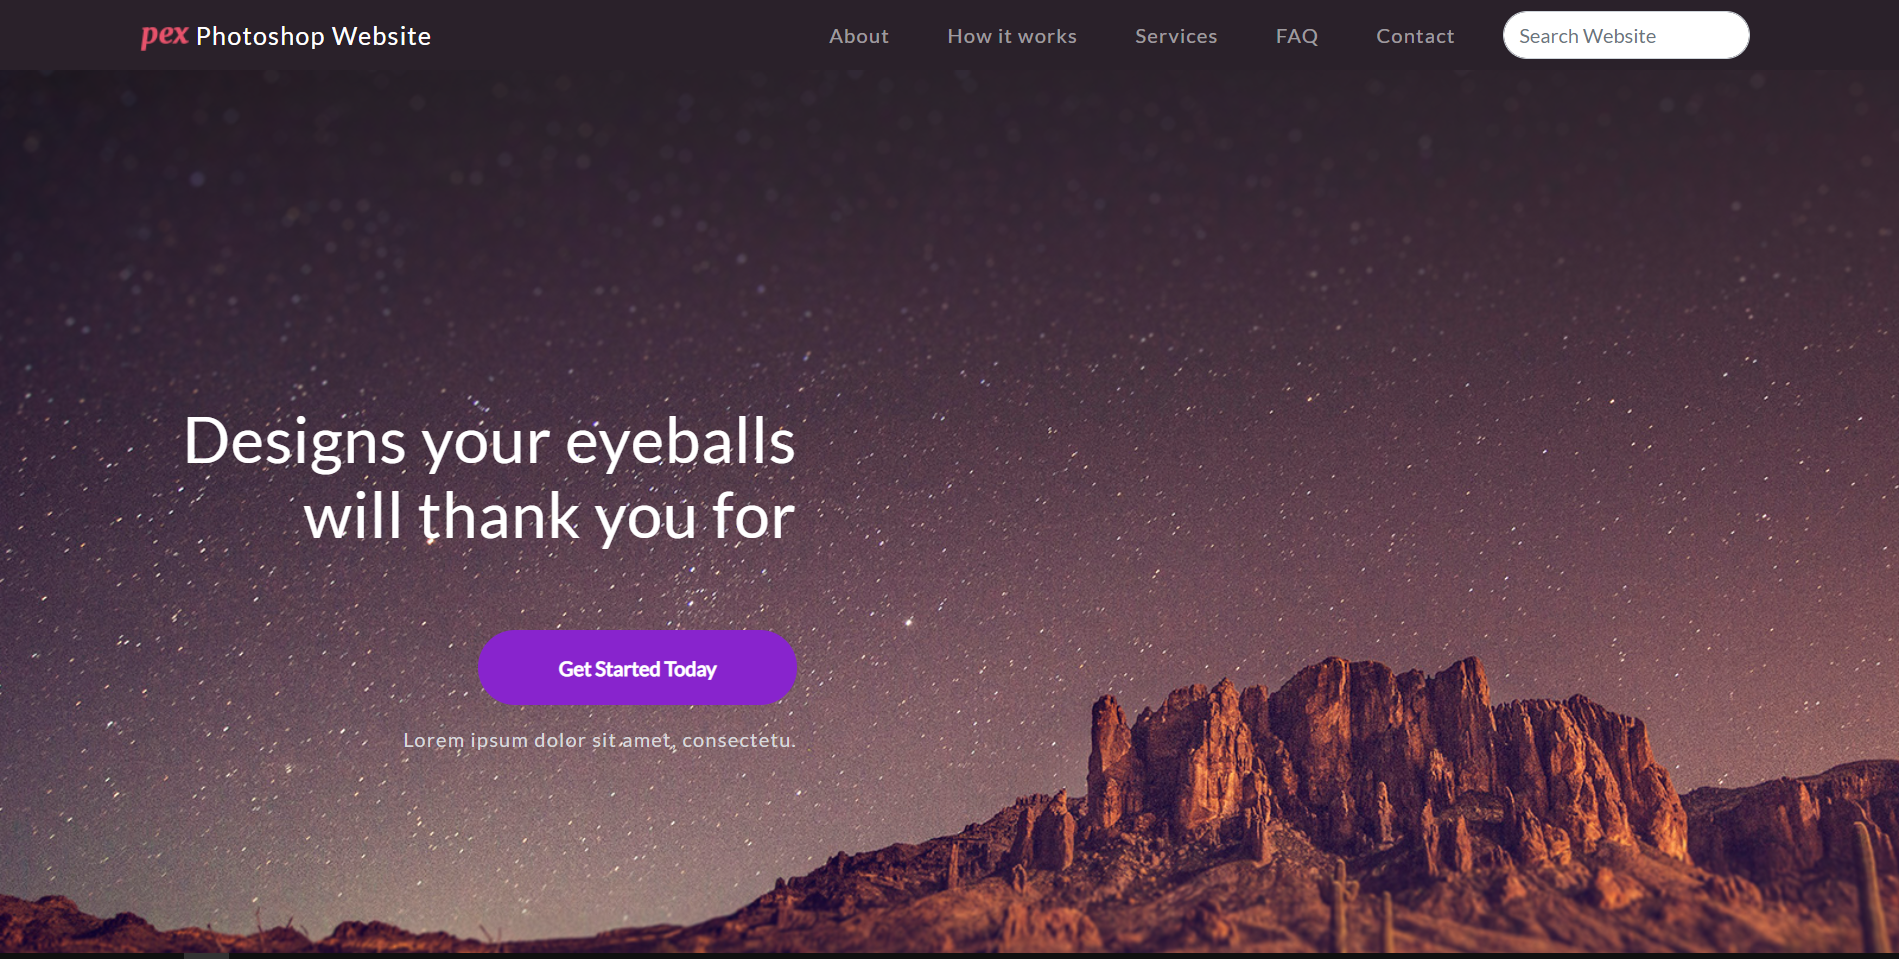 pex Photoshop Website About How it works Services FAQ Contact Search Website
Designs your eyeballs
will thank you for
Get Started Today
Lorem ipsum dolor sit amet, consectetu.